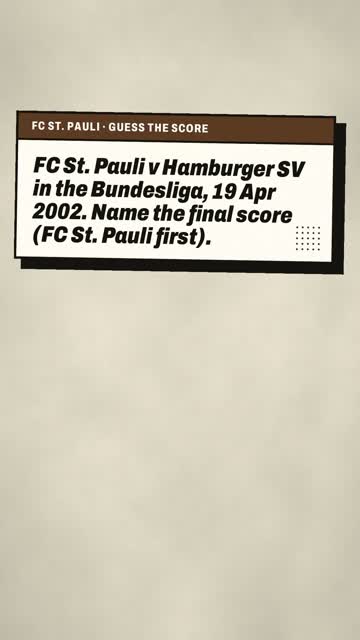 FC ST. PAULI · GUESS THE SCORE
FC St. Pauli v Hamburger SV
in the Bundesliga, 19 Apr
2002. Name the final score
(FC St. Pauli first).